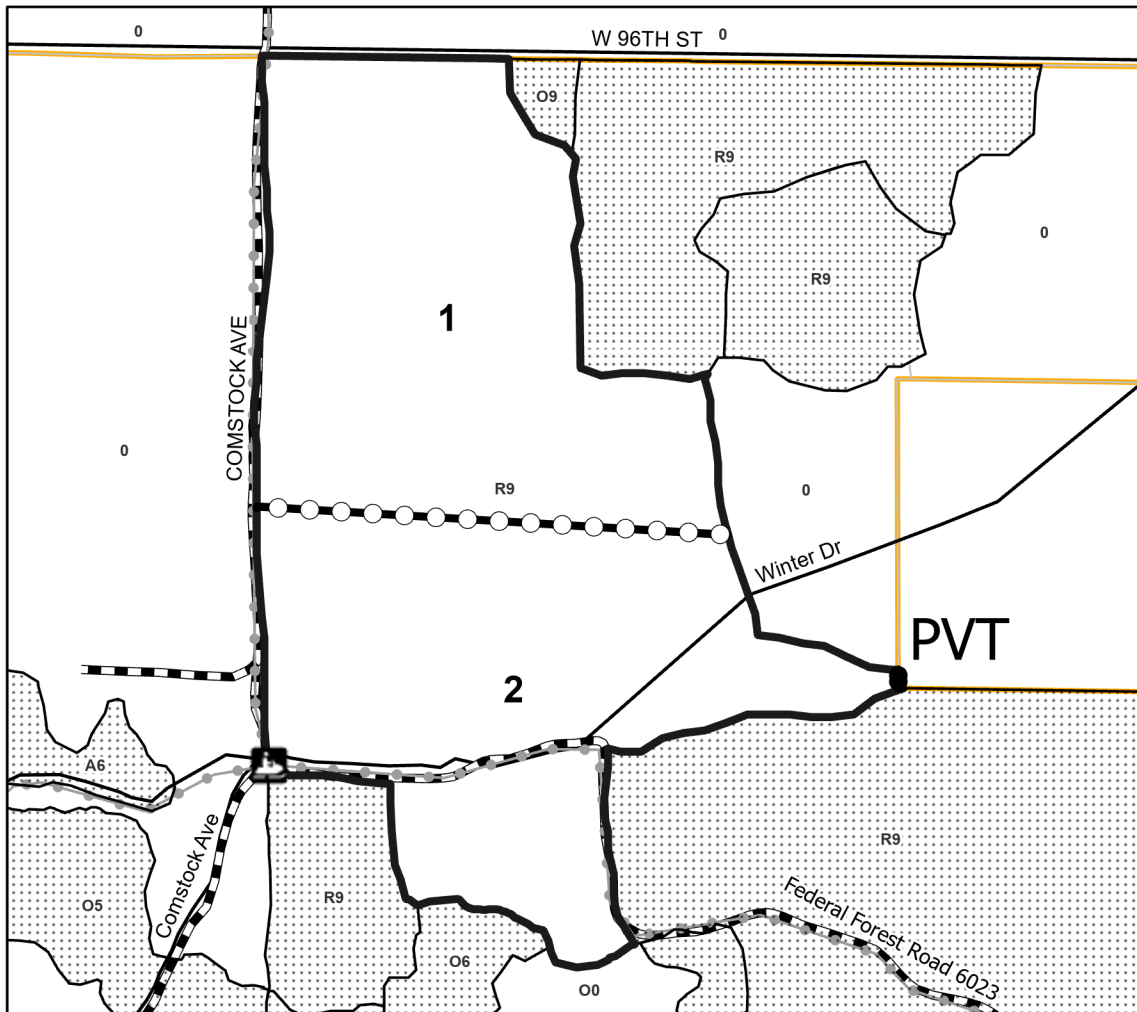 0
W 96TH ST
0
O9
R9
0
R9
1
COMSTOCK AVE
0
R9
0
Winter Dr
PVT
2
A6
Comstock Ave
R9
R9
O5
Federal Forest Road 6023
O6
O0